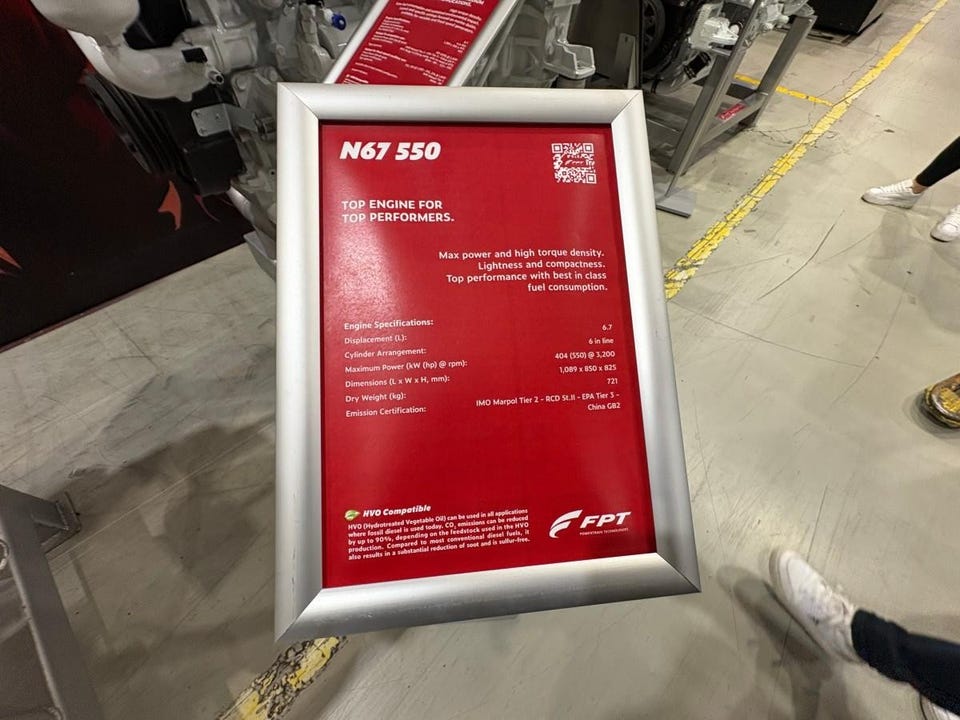 N67 550
TOP ENGINE FOR
TOP PERFORMERS.
Max power and high torque density.
Lightness and compactness.
Top performance with best in class
fuel consumption.
Engine Specifications:
Displacement (L): 6.7
Cylinder Arrangement: 6 in line
Maximum Power (kW (hp) @ rpm): 404 (550) @ 3,200
Dimensions (L x W x H, mm): 1,089 x 850 x 825
Dry Weight (kg): 721
Emission Certification: IMO Marpol Tier 2 - RCD St.II - EPA Tier 3 -
China GB2
HVO Compatible
HVO (Hydrotreated Vegetable Oil) can be used in all applications
where fossil diesel is used today. CO₂ emissions can be reduced
by up to 90%, depending on the feedstock used in the HVO
production. Compared to most conventional diesel fuels, it
also results in a substantial reduction of soot and is sulfur-free.
FPT
POWERTRAIN TECHNOLOGIES